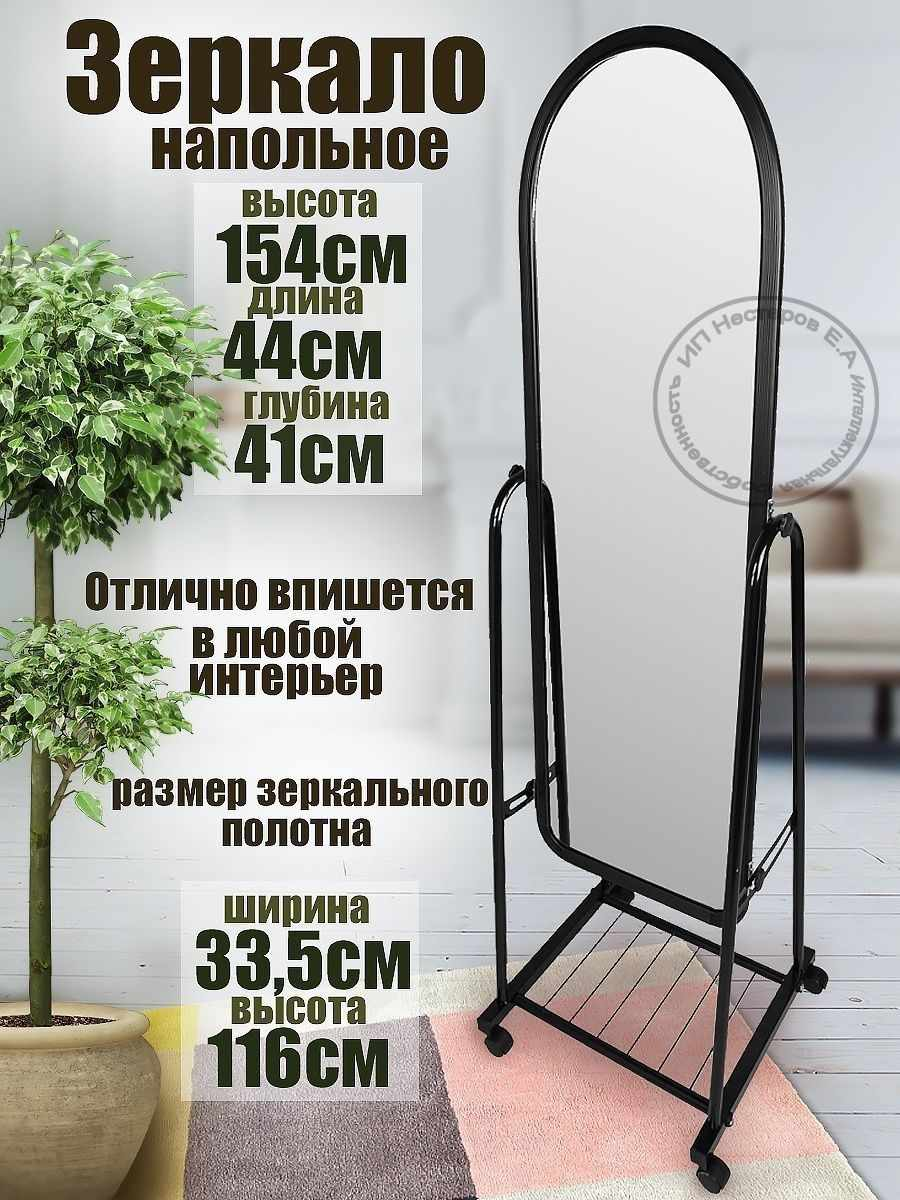 Зеркало
напольное
высота
154см
длина
44см
глубина
41см
Отлично впишется
в любой
интерьер
размер зеркального
полотна
ширина
33,5см
высота
116см
ИП Нестеров Е.А Интеллектуальная собственность